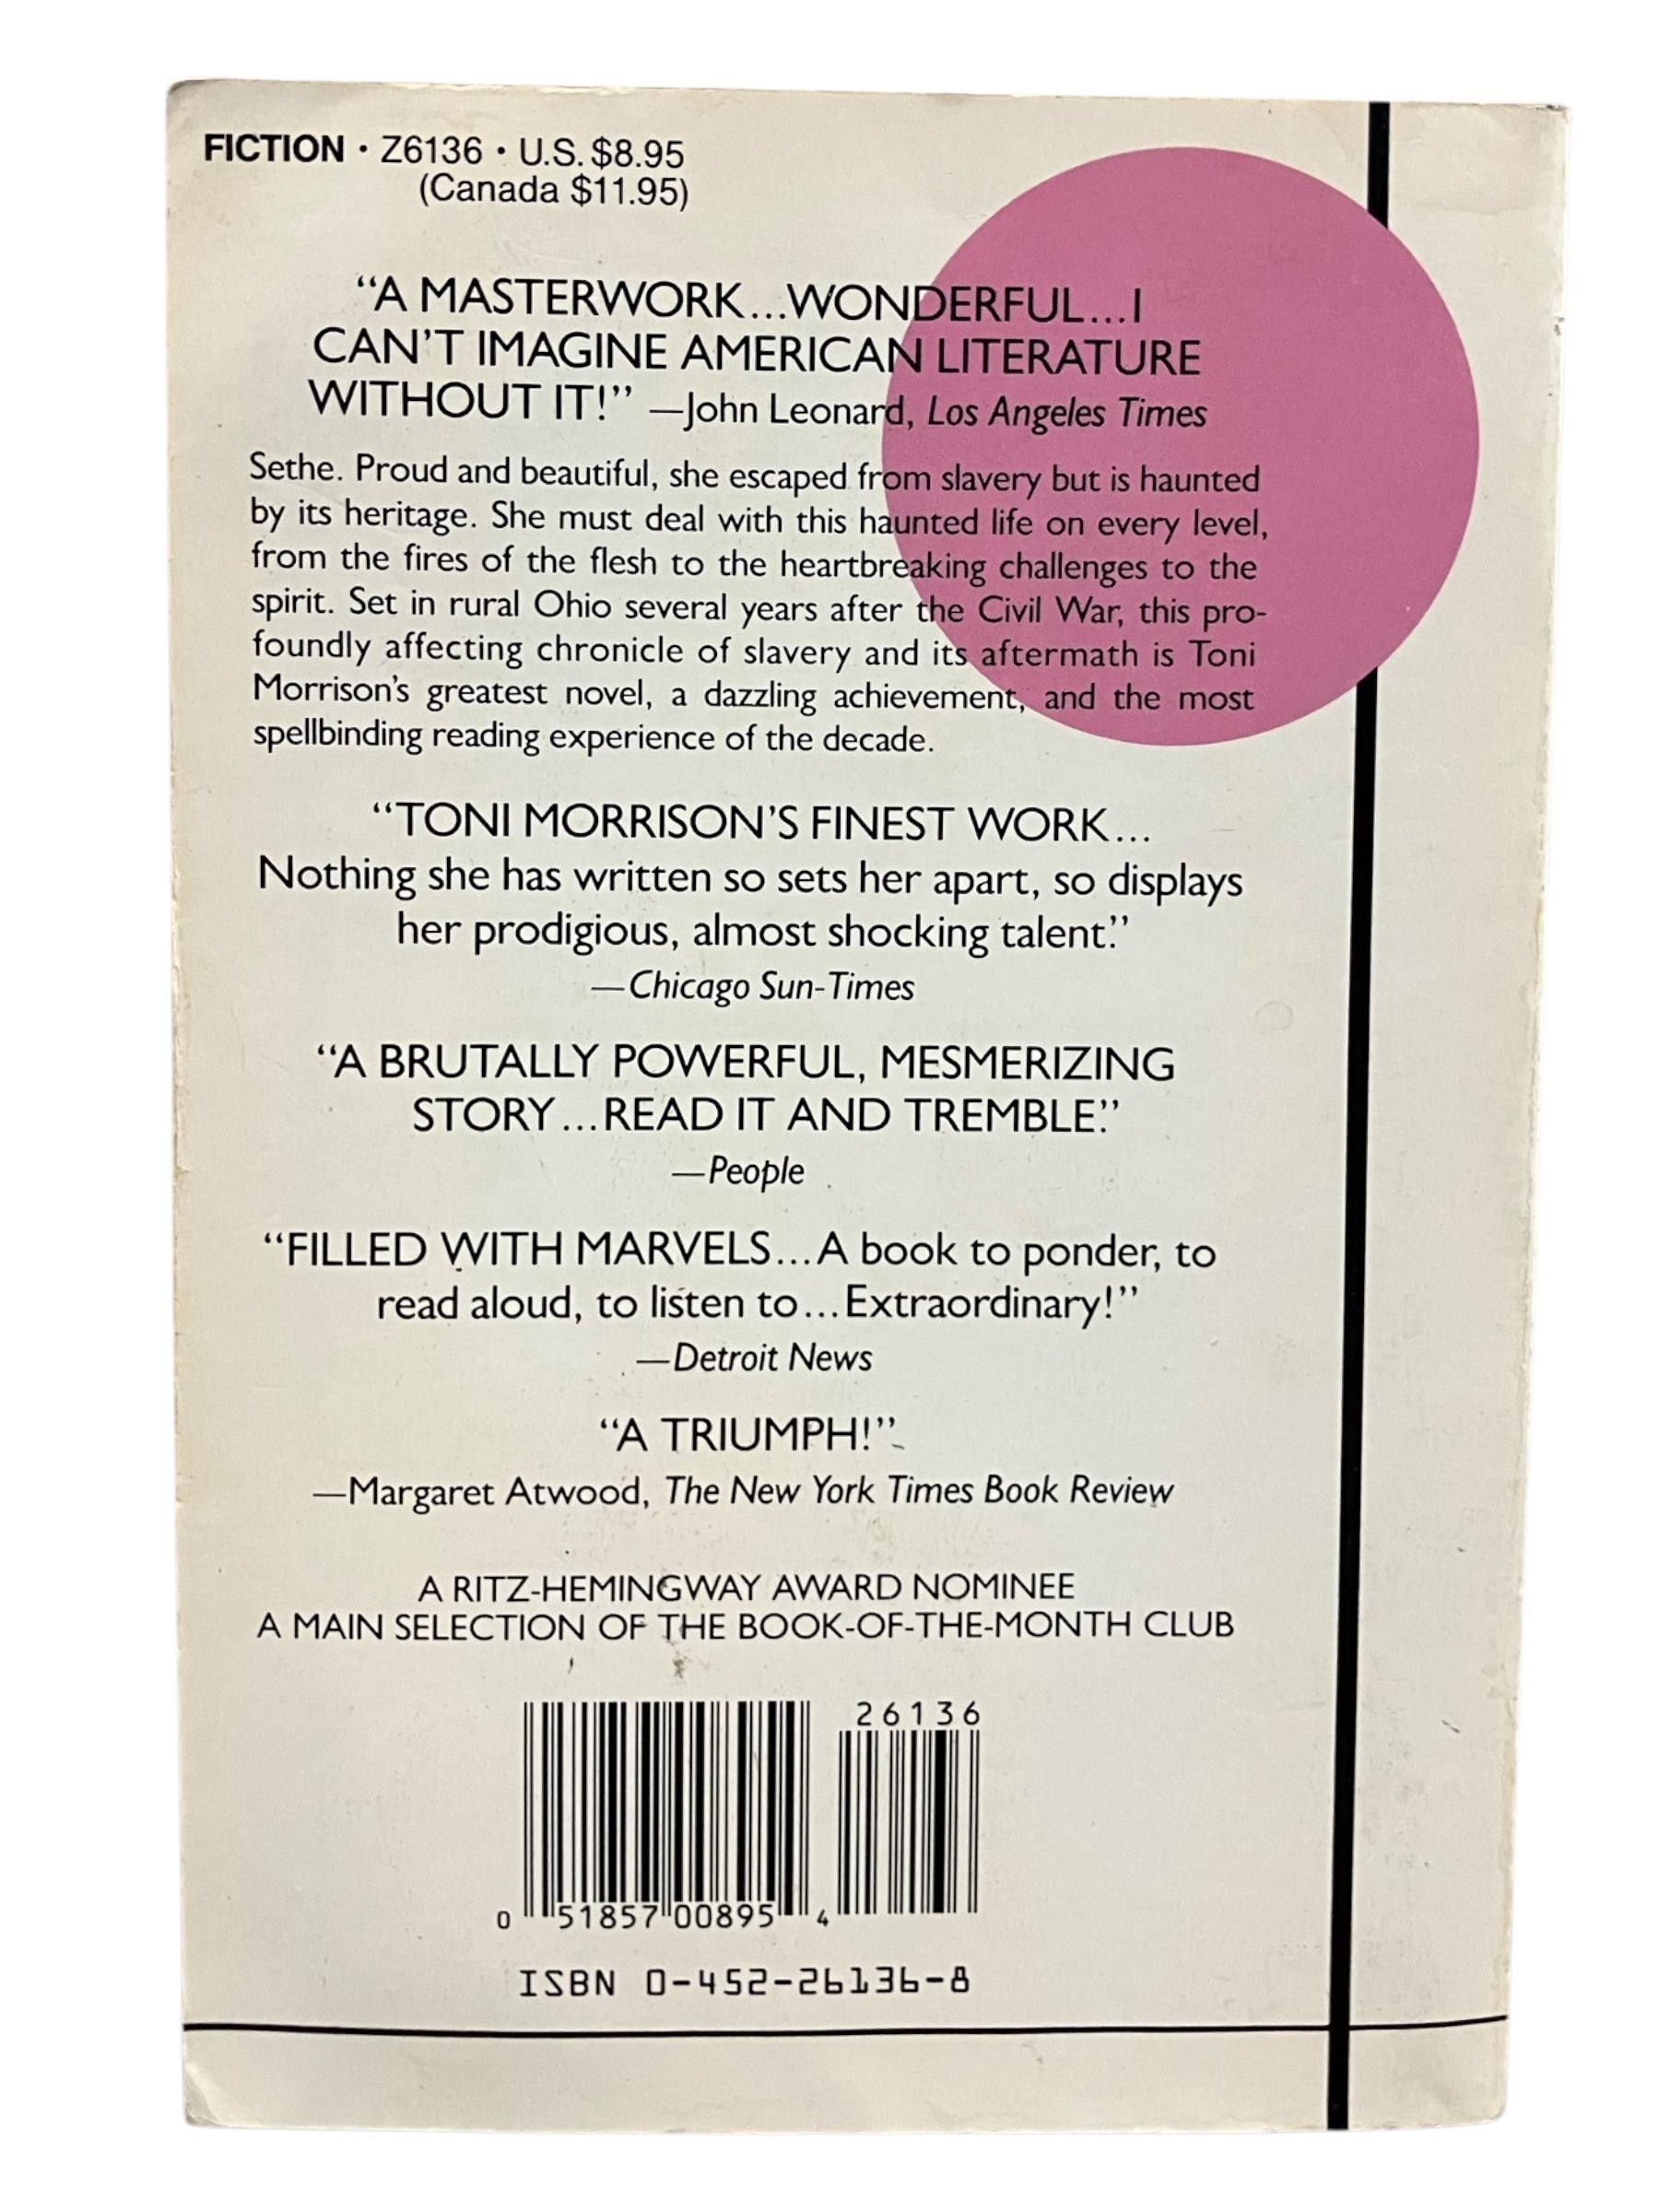 FICTION • Z6136 • U.S. $8.95
(Canada $11.95)
“A MASTERWORK...WONDERFUL...I
CAN’T IMAGINE AMERICAN LITERATURE
WITHOUT IT!” —John Leonard, Los Angeles Times
Sethe. Proud and beautiful, she escaped from slavery but is haunted
by its heritage. She must deal with this haunted life on every level,
from the fires of the flesh to the heartbreaking challenges to the
spirit. Set in rural Ohio several years after the Civil War, this pro-
foundly affecting chronicle of slavery and its aftermath is Toni
Morrison’s greatest novel, a dazzling achievement, and the most
spellbinding reading experience of the decade.
“TONI MORRISON’S FINEST WORK...
Nothing she has written so sets her apart, so displays
her prodigious, almost shocking talent.”
—Chicago Sun-Times
“A BRUTALLY POWERFUL, MESMERIZING
STORY...READ IT AND TREMBLE.”
—People
“FILLED WITH MARVELS...A book to ponder, to
read aloud, to listen to...Extraordinary!”
—Detroit News
“A TRIUMPH!”
—Margaret Atwood, The New York Times Book Review
A RITZ-HEMINGWAY AWARD NOMINEE
A MAIN SELECTION OF THE BOOK-OF-THE-MONTH CLUB
26136
0 51857 00895 4
ISBN 0-452-26136-8